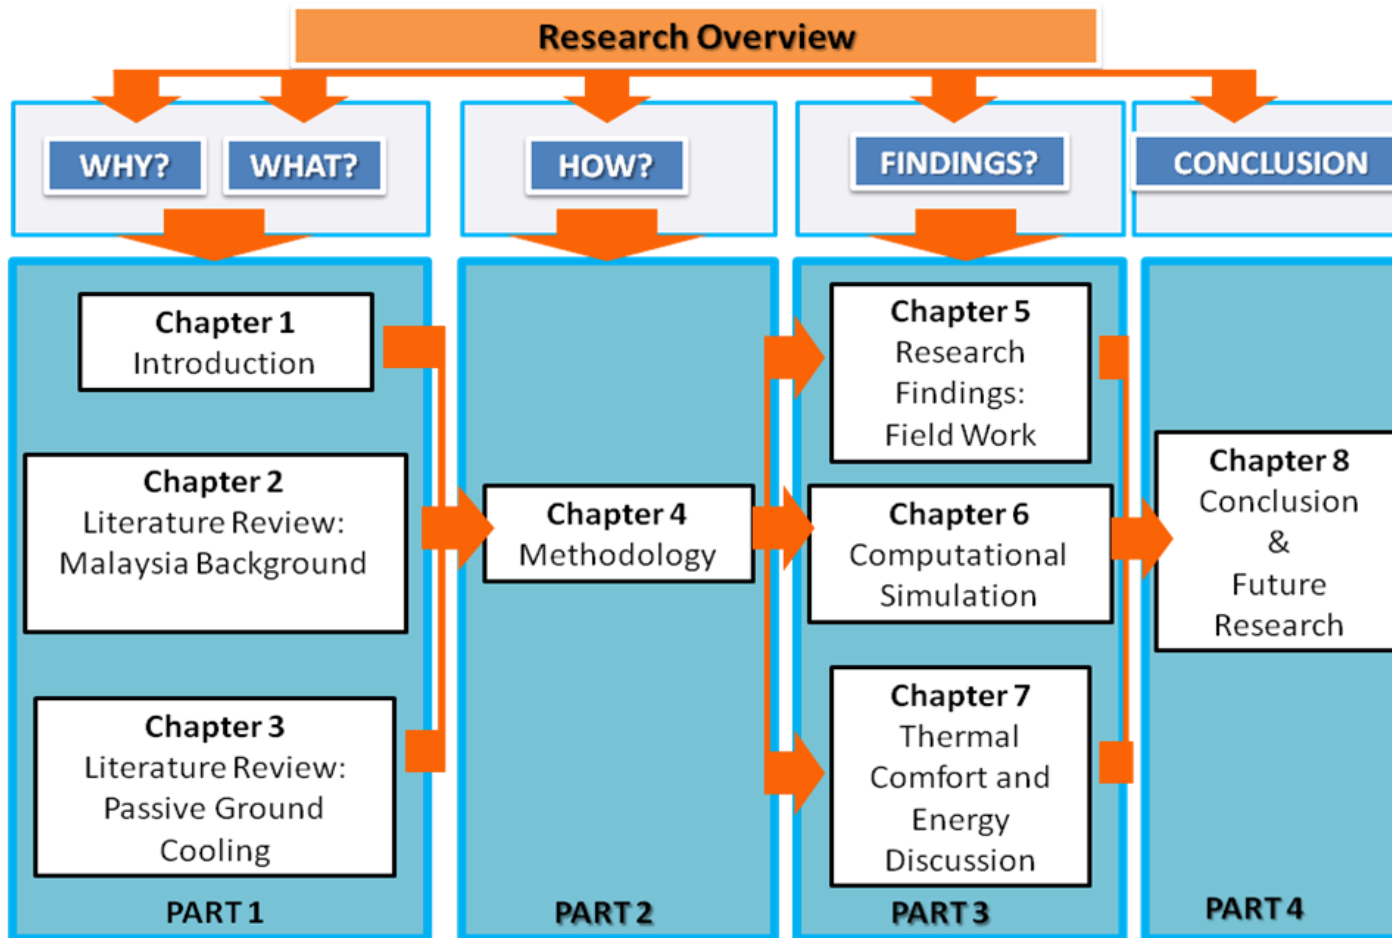 Research Overview
WHY?
WHAT?
HOW?
FINDINGS?
CONCLUSION
Chapter 1
Introduction
Chapter 2
Literature Review:
Malaysia Background
Chapter 3
Literature Review:
Passive Ground
Cooling
PART 1
Chapter 4
Methodology
PART 2
Chapter 5
Research
Findings:
Field Work
Chapter 6
Computational
Simulation
Chapter 7
Thermal
Comfort and
Energy
Discussion
PART 3
Chapter 8
Conclusion
&
Future
Research
PART 4